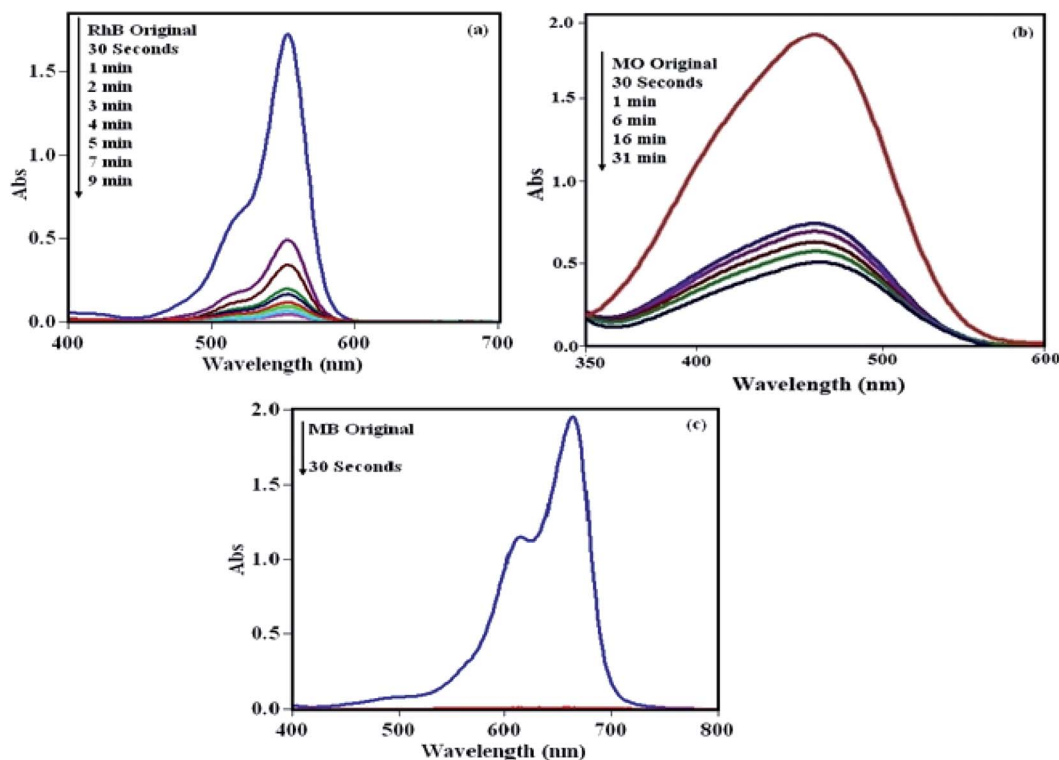 RhB Original
30 Seconds
1 min
2 min
3 min
4 min
5 min
7 min
9 min
(a)
1.5
1.0
0.5
0.0
Abs
400
500
600
700
Wavelength (nm)
MO Original
30 Seconds
1 min
6 min
16 min
31 min
(b)
2.0
1.5
1.0
0.5
0.0
Abs
350
400
500
600
Wavelength (nm)
MB Original
30 Seconds
(c)
2.0
1.5
1.0
0.5
0.0
Abs
400
500
600
700
800
Wavelength (nm)